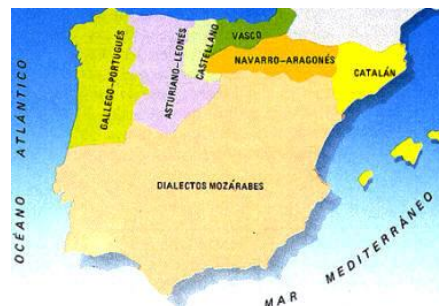 OCÉANO ATLÁNTICO
GALLEGO-PORTUGUÉS
ASTURIANO-LEONÉS
CASTELLANO
VASCO
NAVARRO-ARAGONÉS
CATALÁN
DIALECTOS MOZÁRABES
MAR MEDITERRÁNEO